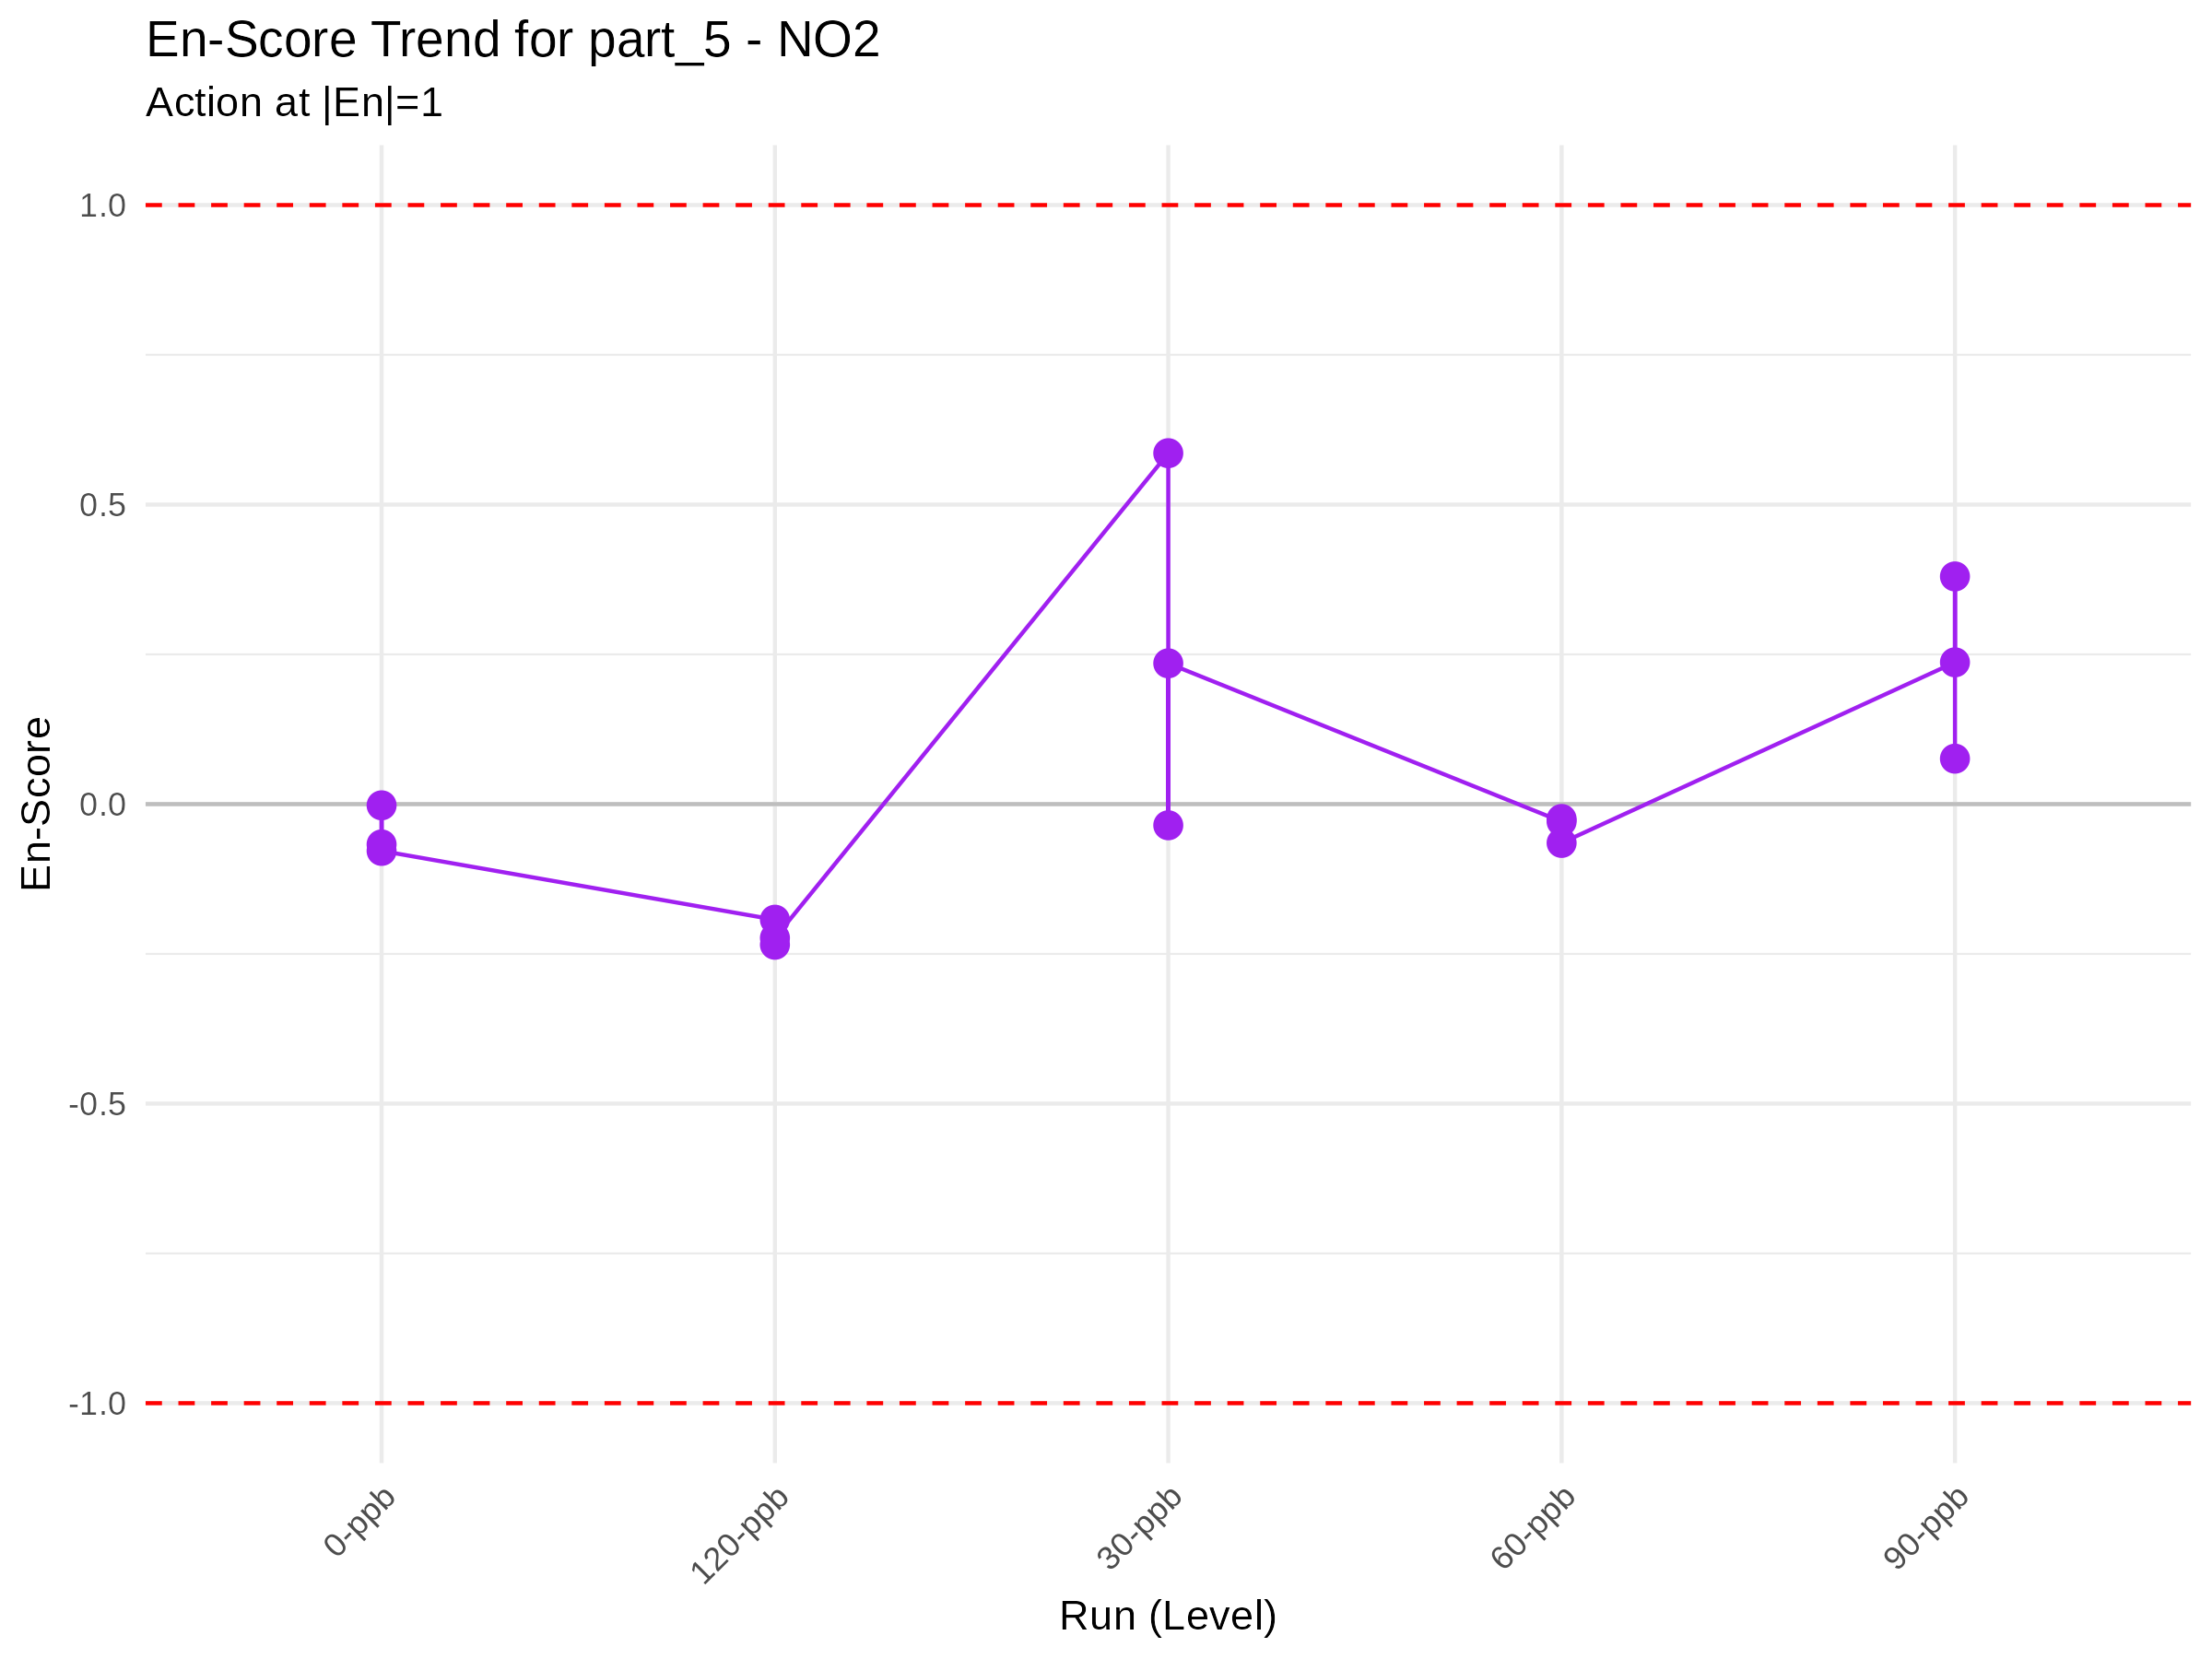 En-Score Trend for part_5 - NO2
Action at |En|=1
En-Score
1.0
0.5
0.0
-0.5
-1.0
0-ppb
120-ppb
30-ppb
60-ppb
90-ppb
Run (Level)